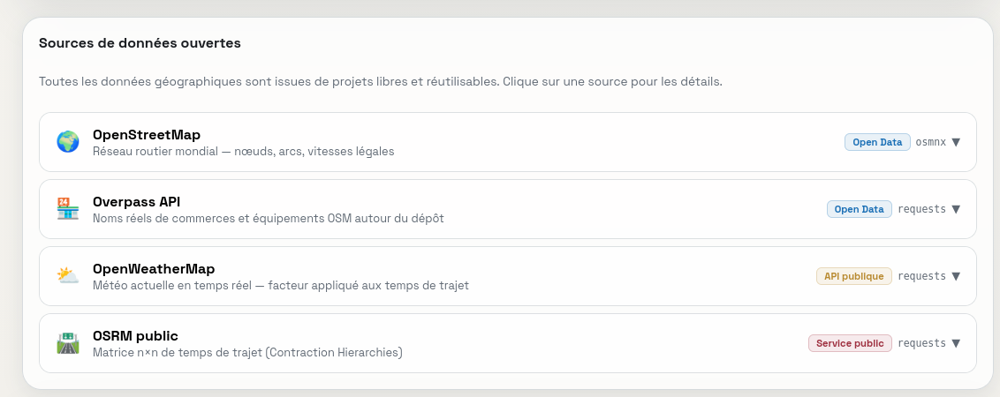 Sources de données ouvertes
Toutes les données géographiques sont issues de projets libres et réutilisables. Clique sur une source pour les détails.
OpenStreetMap
Réseau routier mondial — nœuds, arcs, vitesses légales
Open Data osmnx ▼
Overpass API
Noms réels de commerces et équipements OSM autour du dépôt
Open Data requests ▼
OpenWeatherMap
Météo actuelle en temps réel — facteur appliqué aux temps de trajet
API publique requests ▼
OSRM public
Matrice n×n de temps de trajet (Contraction Hierarchies)
Service public requests ▼